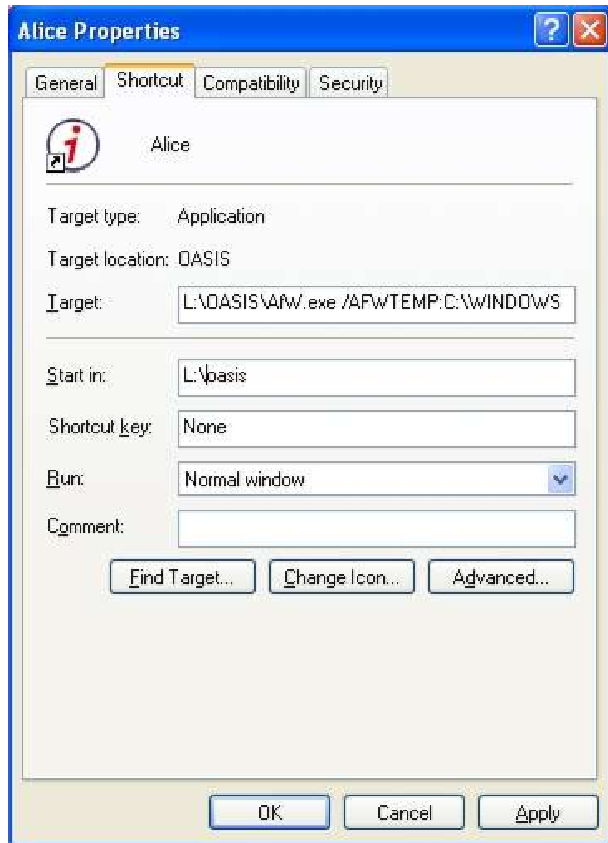 Alice Properties
General Shortcut Compatibility Security
Alice
Target type: Application
Target location: OASIS
Target: L:\OASIS\AfW.exe /AFWTEMP:C:\WINDOWS
Start in: L:\oasis
Shortcut key: None
Run: Normal window
Comment:
Find Target... Change Icon... Advanced...
OK Cancel Apply